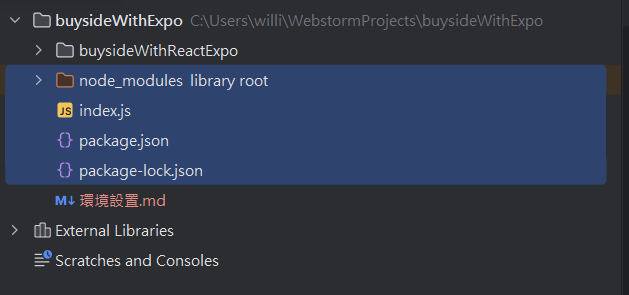 buysideWithExpo C:\Users\willi\WebstormProjects\buysideWithExpo
buysideWithReactExpo
node_modules library root
JS index.js
{} package.json
{} package-lock.json
M↓ 環境設置.md
External Libraries
Scratches and Consoles